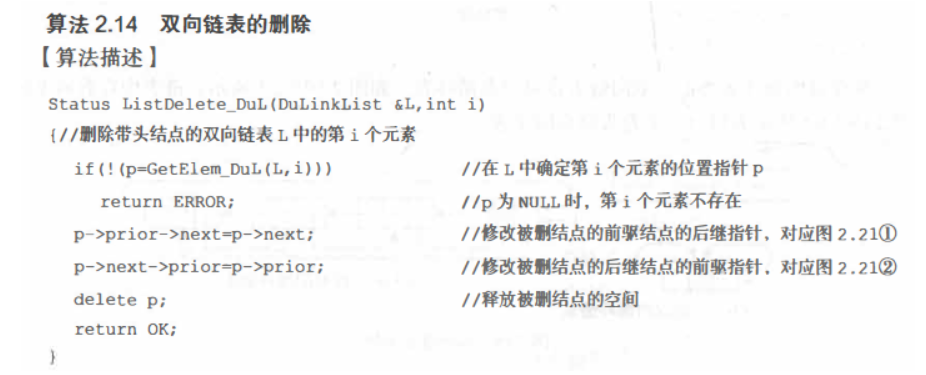 算法 2.14 双向链表的删除
【算法描述】
Status ListDelete_DuL(DuLinkList &L,int i)
{//删除带头结点的双向链表 L 中的第 i 个元素
if(!(p=GetElem_DuL(L,i))) //在 L 中确定第 i 个元素的位置指针 p
return ERROR; //p 为 NULL 时，第 i 个元素不存在
p->prior->next=p->next; //修改被删结点的前驱结点的后继指针，对应图 2.21①
p->next->prior=p->prior; //修改被删结点的后继结点的前驱指针，对应图 2.21②
delete p; //释放被删结点的空间
return OK;
}